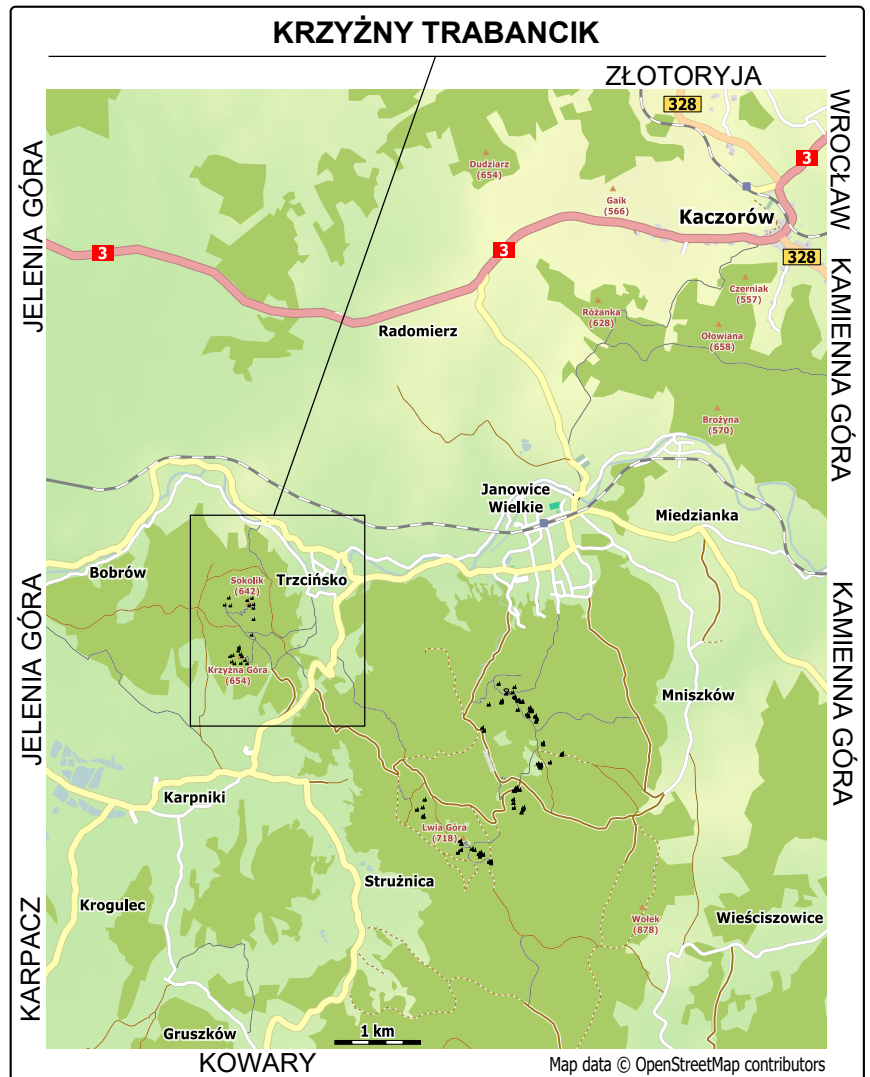 KRZYŻNY TRABANCIK
ZŁOTORYJA
328
WROCŁAW
3
Dudziarz
(654)
Gaik
(566)
Kaczorów
JELENIA GÓRA
3
3
328
KAMIENNA GÓRA
Czerniak
(557)
Różanka
(628)
Radomierz
Ołowiana
(658)
Brożyna
(570)
Janowice
Wielkie
Miedzianka
Bobrów
Sokolik
(642)
Trzcińsko
JELENIA GÓRA
KAMIENNA GÓRA
Krzyżna Góra
(654)
Mniszków
Karpniki
Lwia Góra
(718)
Strużnica
KARPACZ
Krogulec
Wołek
(878)
Wieściszowice
Gruszków
1 km
KOWARY
Map data © OpenStreetMap contributors